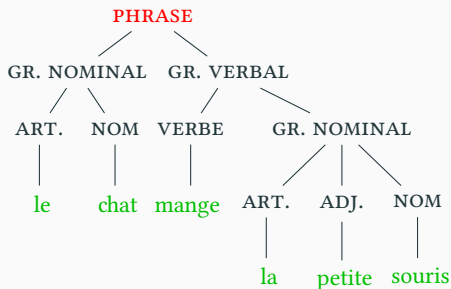 PHRASE
GR. NOMINAL GR. VERBAL
ART. NOM VERBE GR. NOMINAL
le chat mange ART. ADJ. NOM
la petite souris